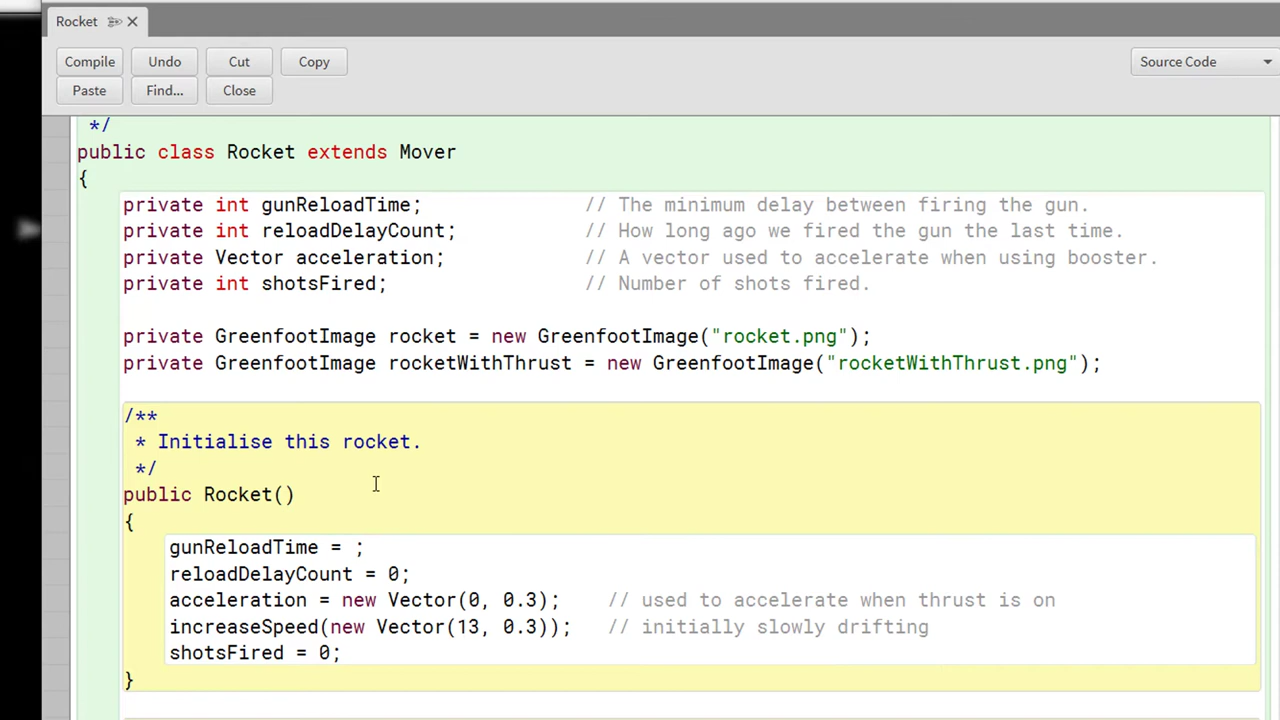 Rocket
Compile Undo Cut Copy Source Code
Paste Find... Close
*/
public class Rocket extends Mover
{
private int gunReloadTime; // The minimum delay between firing the gun.
private int reloadDelayCount; // How long ago we fired the gun the last time.
private Vector acceleration; // A vector used to accelerate when using booster.
private int shotsFired; // Number of shots fired.
private GreenfootImage rocket = new GreenfootImage("rocket.png");
private GreenfootImage rocketWithThrust = new GreenfootImage("rocketWithThrust.png");
/**
* Initialise this rocket.
*/
public Rocket()
{
gunReloadTime = ;
reloadDelayCount = 0;
acceleration = new Vector(0, 0.3); // used to accelerate when thrust is on
increaseSpeed(new Vector(13, 0.3)); // initially slowly drifting
shotsFired = 0;
}